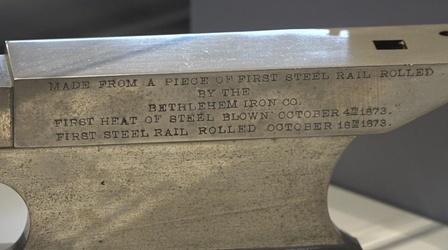 MADE FROM A PIECE OF FIRST STEEL RAIL ROLLED
BY THE
BETHLEHEM IRON CO.
FIRST HEAT OF STEEL BLOWN OCTOBER 4TH 1873.
FIRST STEEL RAIL ROLLED OCTOBER 18TH 1873.